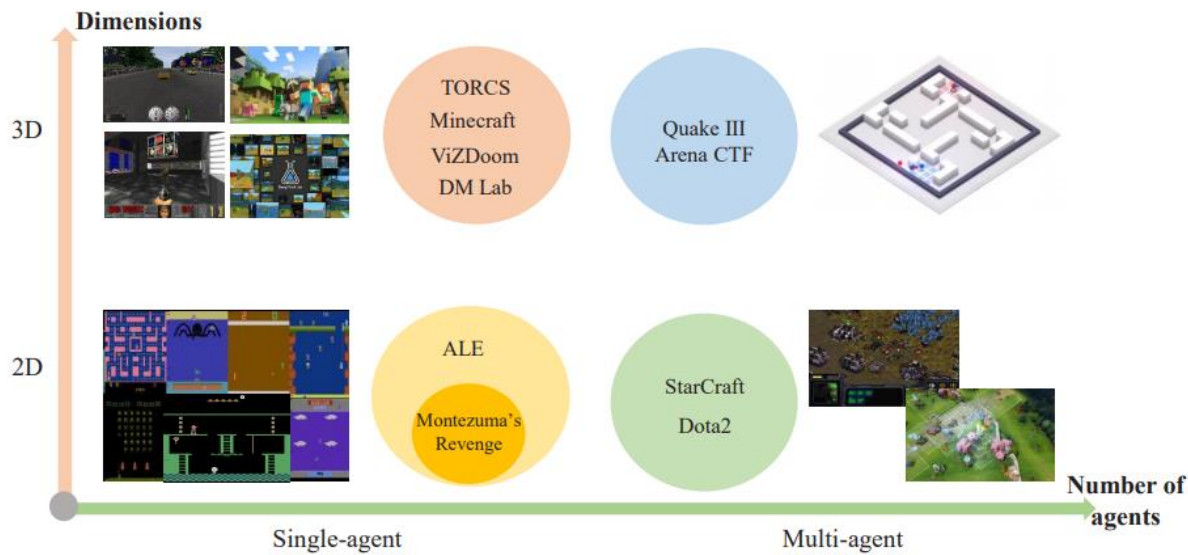 Dimensions
3D
TORCS
Minecraft
ViZDoom
DM Lab
Quake III
Arena CTF
2D
ALE
Montezuma's
Revenge
StarCraft
Dota2
Number of
agents
Single-agent
Multi-agent